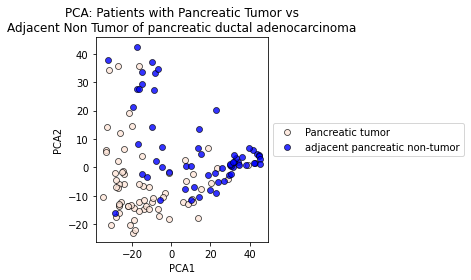 PCA: Patients with Pancreatic Tumor vs
Adjacent Non Tumor of pancreatic ductal adenocarcinoma
40
30
20
10
0
−10
−20
PCA2
−20
0
20
40
PCA1
Pancreatic tumor
adjacent pancreatic non-tumor